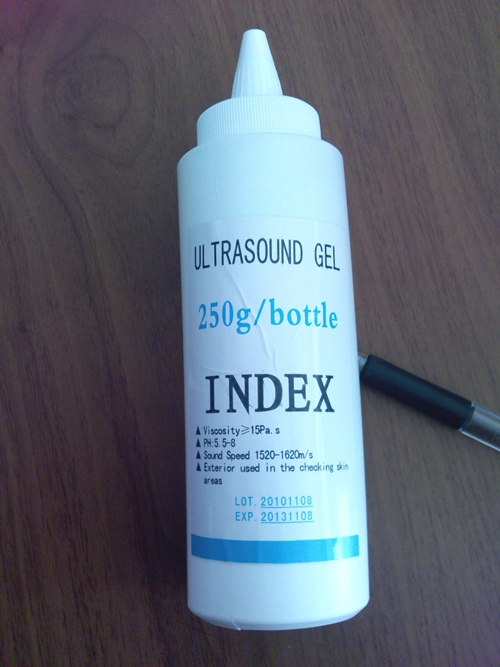 ULTRASOUND GEL
250g/bottle
INDEX
▲ Viscosity≥15Pa.s
▲ PH:5.5-8
▲ Sound Speed 1520-1620m/s
▲ Exterior used in the checking skin
areas
LOT. 20101108
EXP. 20131108